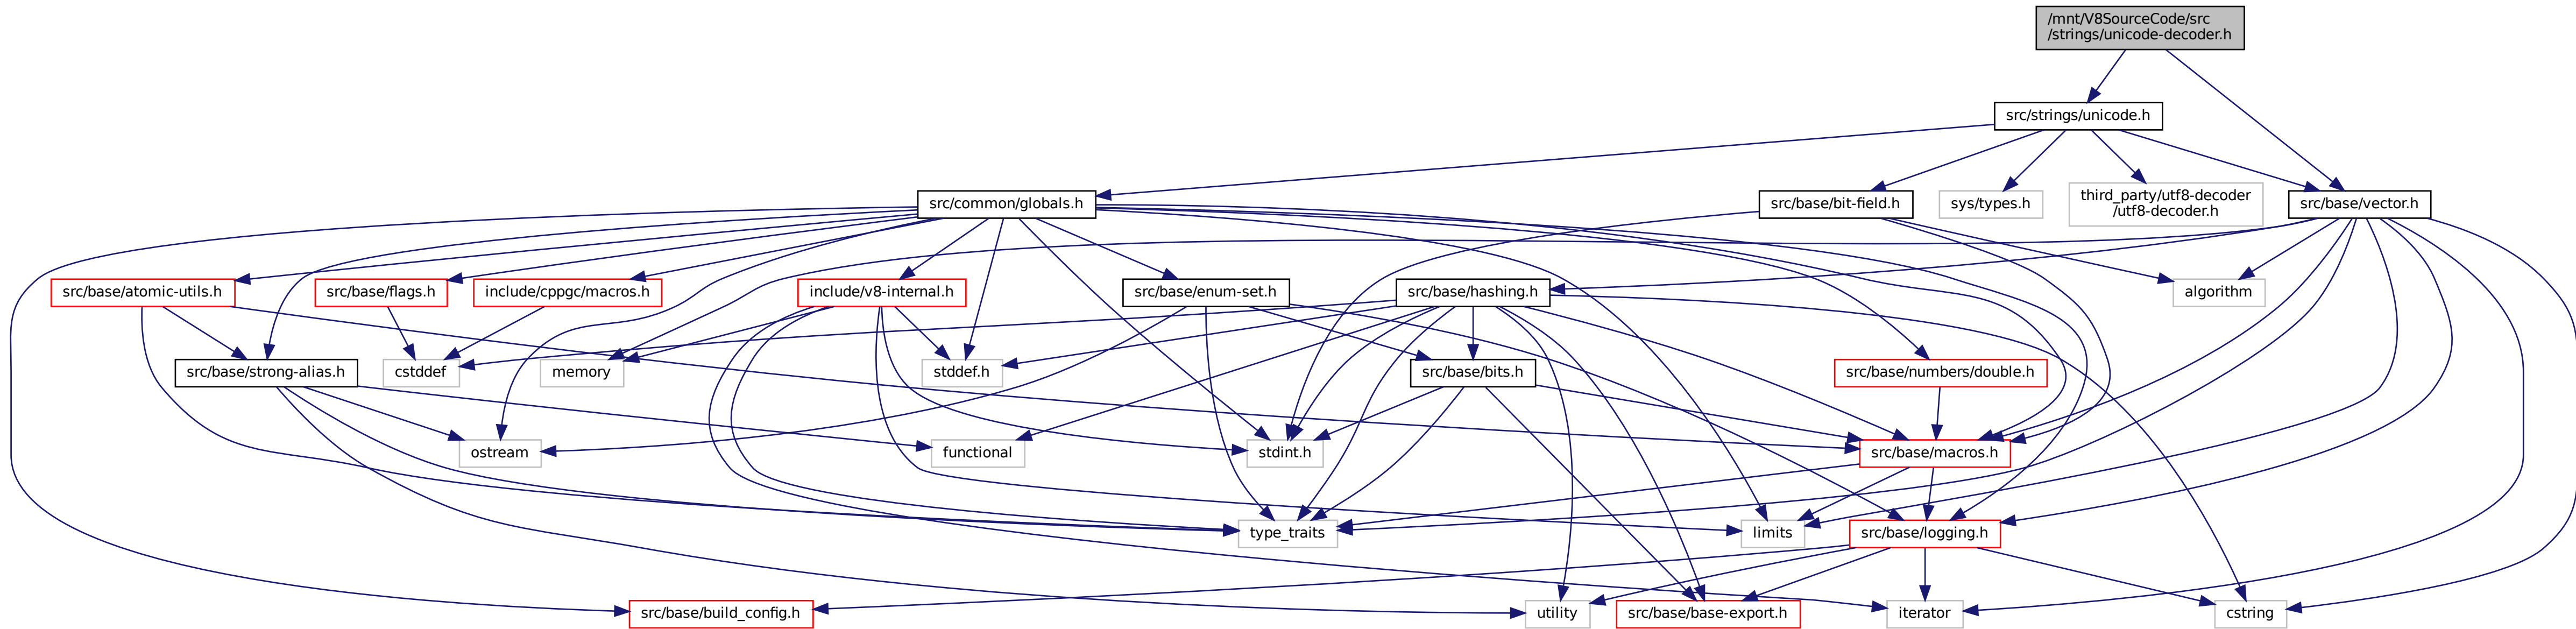 /mnt/V8SourceCode/src
/strings/unicode-decoder.h
src/strings/unicode.h
src/common/globals.h
src/base/bit-field.h
sys/types.h
third_party/utf8-decoder
/utf8-decoder.h
src/base/vector.h
src/base/atomic-utils.h
src/base/flags.h
include/cppgc/macros.h
include/v8-internal.h
src/base/enum-set.h
src/base/hashing.h
algorithm
src/base/strong-alias.h
cstddef
memory
stddef.h
src/base/bits.h
src/base/numbers/double.h
ostream
functional
stdint.h
src/base/macros.h
type_traits
limits
src/base/logging.h
src/base/build_config.h
utility
src/base/base-export.h
iterator
cstring